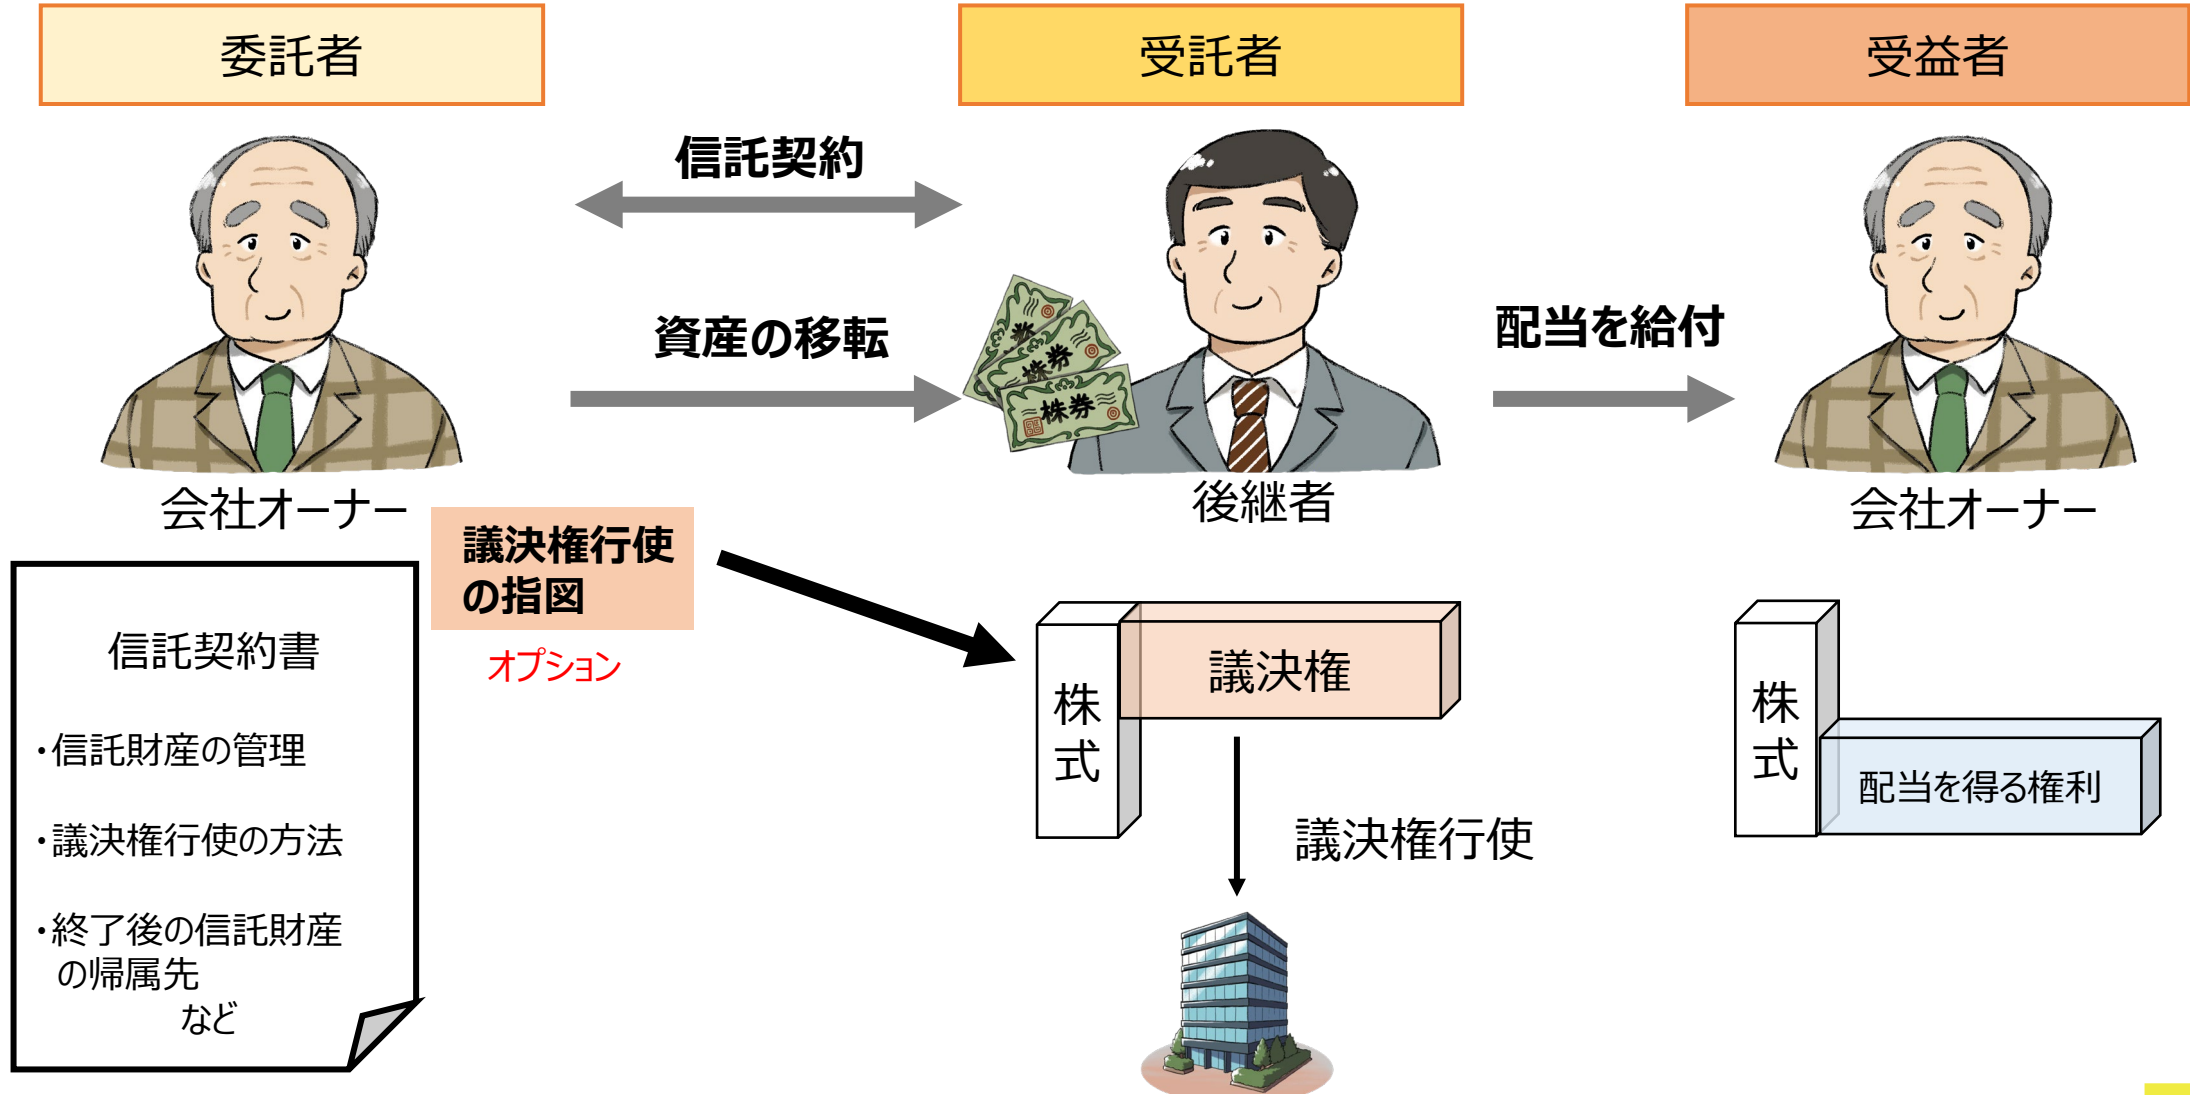 委託者
受託者
受益者
信託契約
資産の移転
株券
株券
株券
配当を給付
会社オーナー
後継者
会社オーナー
議決権行使
の指図
オプション
信託契約書
・信託財産の管理
・議決権行使の方法
・終了後の信託財産
の帰属先
など
株式
議決権
議決権行使
株式
配当を得る権利